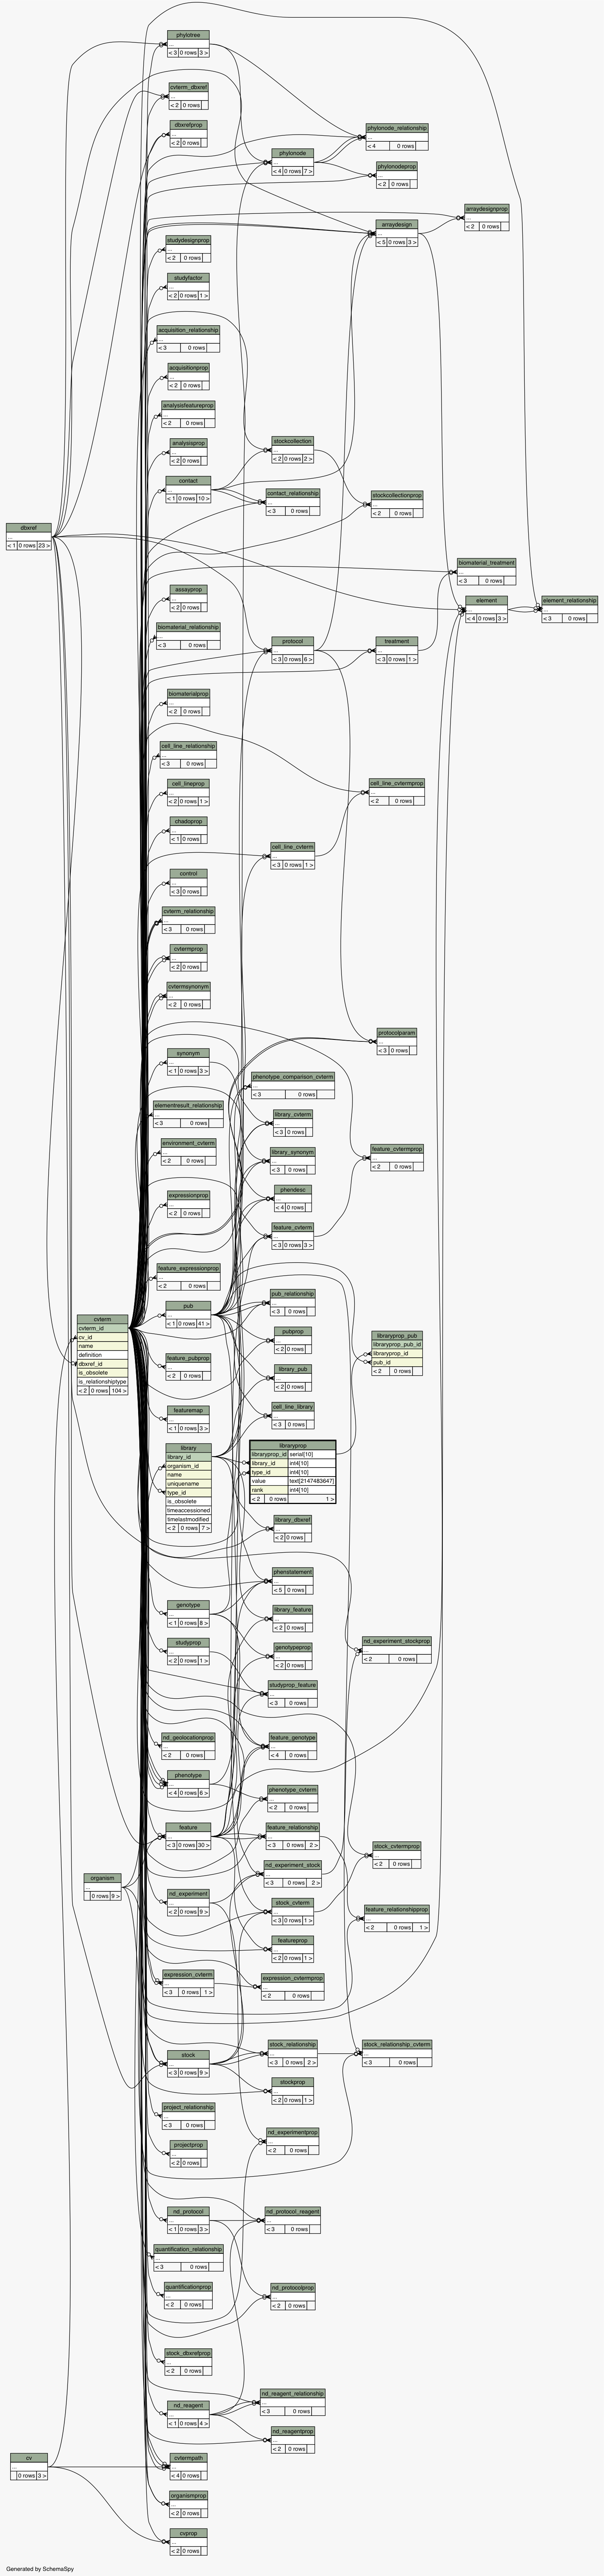 dbxref
...
< 1 0 rows 23 >
cv
...
0 rows 3 >
organism
...
0 rows 9 >
cvterm
cvterm_id
cv_id
name
definition
dbxref_id
is_obsolete
is_relationshiptype
< 2 0 rows 104 >
phylotree
...
< 3 0 rows 3 >
cvterm_dbxref
...
< 2 0 rows
dbxrefprop
...
< 2 0 rows
studydesignprop
...
< 2 0 rows
studyfactor
...
< 2 0 rows 1 >
acquisition_relationship
...
< 3 0 rows
acquisitionprop
...
< 2 0 rows
analysisfeatureprop
...
< 2 0 rows
analysisprop
...
< 2 0 rows
contact
...
< 1 0 rows 10 >
assayprop
...
< 2 0 rows
biomaterial_relationship
...
< 3 0 rows
biomaterialprop
...
< 2 0 rows
cell_line_relationship
...
< 3 0 rows
cell_lineprop
...
< 2 0 rows 1 >
chadoprop
...
< 1 0 rows
control
...
< 3 0 rows
cvterm_relationship
...
< 3 0 rows
cvtermprop
...
< 2 0 rows
cvtermsynonym
...
< 2 0 rows
synonym
...
< 1 0 rows 3 >
elementresult_relationship
...
< 3 0 rows
environment_cvterm
...
< 2 0 rows
expressionprop
...
< 2 0 rows
feature_expressionprop
...
< 2 0 rows
pub
...
< 1 0 rows 41 >
feature_pubprop
...
< 2 0 rows
featuremap
...
< 1 0 rows 3 >
library
library_id
organism_id
name
uniquename
type_id
is_obsolete
timeaccessioned
timelastmodified
< 2 0 rows 7 >
genotype
...
< 1 0 rows 8 >
studyprop
...
< 2 0 rows 1 >
nd_geolocationprop
...
< 2 0 rows
phenotype
...
< 4 0 rows 6 >
feature
...
< 3 0 rows 30 >
nd_experiment
...
< 2 0 rows 9 >
expression_cvterm
...
< 3 0 rows 1 >
stock
...
< 3 0 rows 9 >
project_relationship
...
< 3 0 rows
projectprop
...
< 2 0 rows
nd_protocol
...
< 1 0 rows 3 >
quantification_relationship
...
< 3 0 rows
quantificationprop
...
< 2 0 rows
stock_dbxrefprop
...
< 2 0 rows
nd_reagent
...
< 1 0 rows 4 >
cvtermpath
...
< 4 0 rows
organismprop
...
< 2 0 rows
cvprop
...
< 2 0 rows
phylonode
...
< 4 0 rows 7 >
stockcollection
...
< 2 0 rows 2 >
contact_relationship
...
< 3 0 rows
protocol
...
< 3 0 rows 6 >
cell_line_cvterm
...
< 3 0 rows 1 >
phenotype_comparison_cvterm
...
< 3 0 rows
library_cvterm
...
< 3 0 rows
library_synonym
...
< 3 0 rows
phendesc
...
< 4 0 rows
feature_cvterm
...
< 3 0 rows 3 >
pub_relationship
...
< 3 0 rows
pubprop
...
< 2 0 rows
library_pub
...
< 2 0 rows
cell_line_library
...
< 3 0 rows
libraryprop
libraryprop_id serial[10]
library_id int4[10]
type_id int4[10]
value text[2147483647]
rank int4[10]
< 2 0 rows 1 >
library_dbxref
...
< 2 0 rows
phenstatement
...
< 5 0 rows
library_feature
...
< 2 0 rows
genotypeprop
...
< 2 0 rows
studyprop_feature
...
< 3 0 rows
feature_genotype
...
< 4 0 rows
phenotype_cvterm
...
< 2 0 rows
feature_relationship
...
< 3 0 rows 2 >
nd_experiment_stock
...
< 3 0 rows 2 >
stock_cvterm
...
< 3 0 rows 1 >
featureprop
...
< 2 0 rows 1 >
expression_cvtermprop
...
< 2 0 rows
stock_relationship
...
< 3 0 rows 2 >
stockprop
...
< 2 0 rows 1 >
nd_experimentprop
...
< 2 0 rows
nd_protocol_reagent
...
< 3 0 rows
nd_protocolprop
...
< 2 0 rows
nd_reagent_relationship
...
< 3 0 rows
nd_reagentprop
...
< 2 0 rows
phylonode_relationship
...
< 4 0 rows
phylonodeprop
...
< 2 0 rows
arraydesign
...
< 5 0 rows 3 >
stockcollectionprop
...
< 2 0 rows
treatment
...
< 3 0 rows 1 >
cell_line_cvtermprop
...
< 2 0 rows
protocolparam
...
< 3 0 rows
feature_cvtermprop
...
< 2 0 rows
libraryprop_pub
libraryprop_pub_id
libraryprop_id
pub_id
< 2 0 rows
nd_experiment_stockprop
...
< 2 0 rows
stock_cvtermprop
...
< 2 0 rows
feature_relationshipprop
...
< 2 0 rows 1 >
stock_relationship_cvterm
...
< 3 0 rows
arraydesignprop
...
< 2 0 rows
biomaterial_treatment
...
< 3 0 rows
element
...
< 4 0 rows 3 >
element_relationship
...
< 3 0 rows
Generated by SchemaSpy